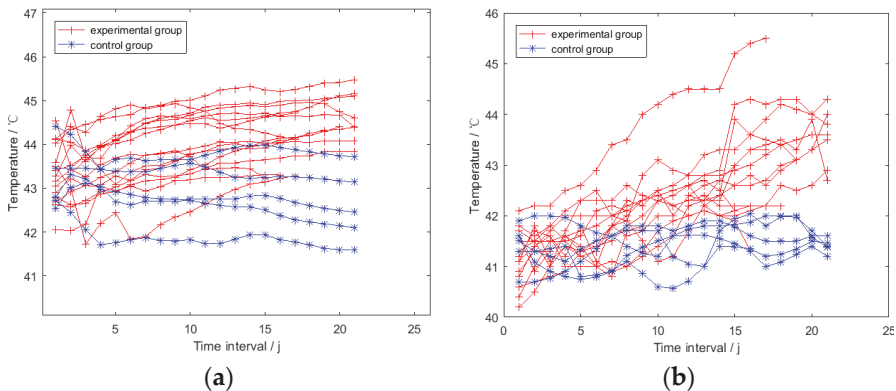 experimental group
control group
Temperature / ℃
47
46
45
44
43
42
41
5
10
15
20
25
Time interval / j
(a)
experimental group
control group
Temperature / ℃
46
45
44
43
42
41
40
0
5
10
15
20
25
Time interval / j
(b)